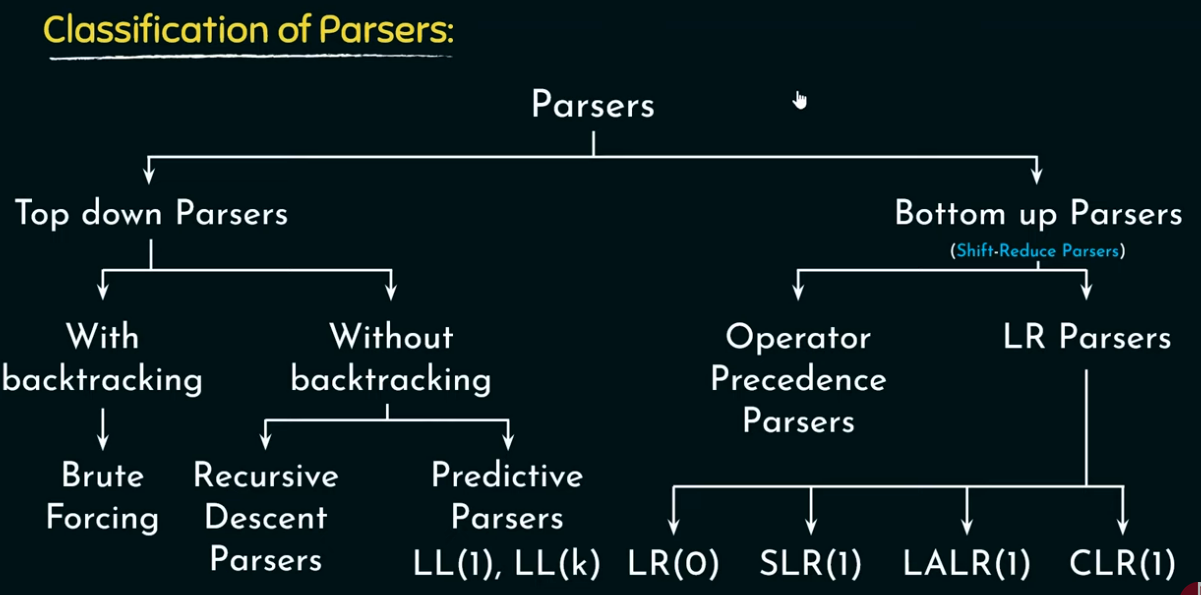 Classification of Parsers:
Parsers
Top down Parsers
Bottom up Parsers
(Shift-Reduce Parsers)
With
backtracking
Without
backtracking
Operator
Precedence
Parsers
LR Parsers
Brute
Forcing
Recursive
Descent
Parsers
Predictive
Parsers
LL(1), LL(k)
LR(0)
SLR(1)
LALR(1)
CLR(1)